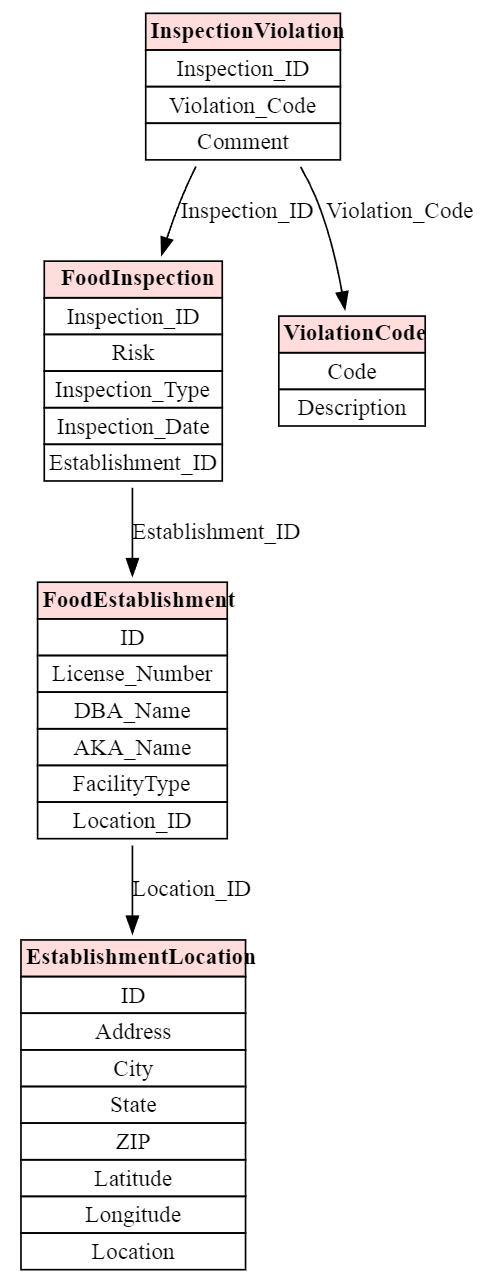 InspectionViolation
Inspection_ID
Violation_Code
Comment
Inspection_ID
Violation_Code
FoodInspection
Inspection_ID
Risk
Inspection_Type
Inspection_Date
Establishment_ID
ViolationCode
Code
Description
Establishment_ID
FoodEstablishment
ID
License_Number
DBA_Name
AKA_Name
FacilityType
Location_ID
Location_ID
EstablishmentLocation
ID
Address
City
State
ZIP
Latitude
Longitude
Location